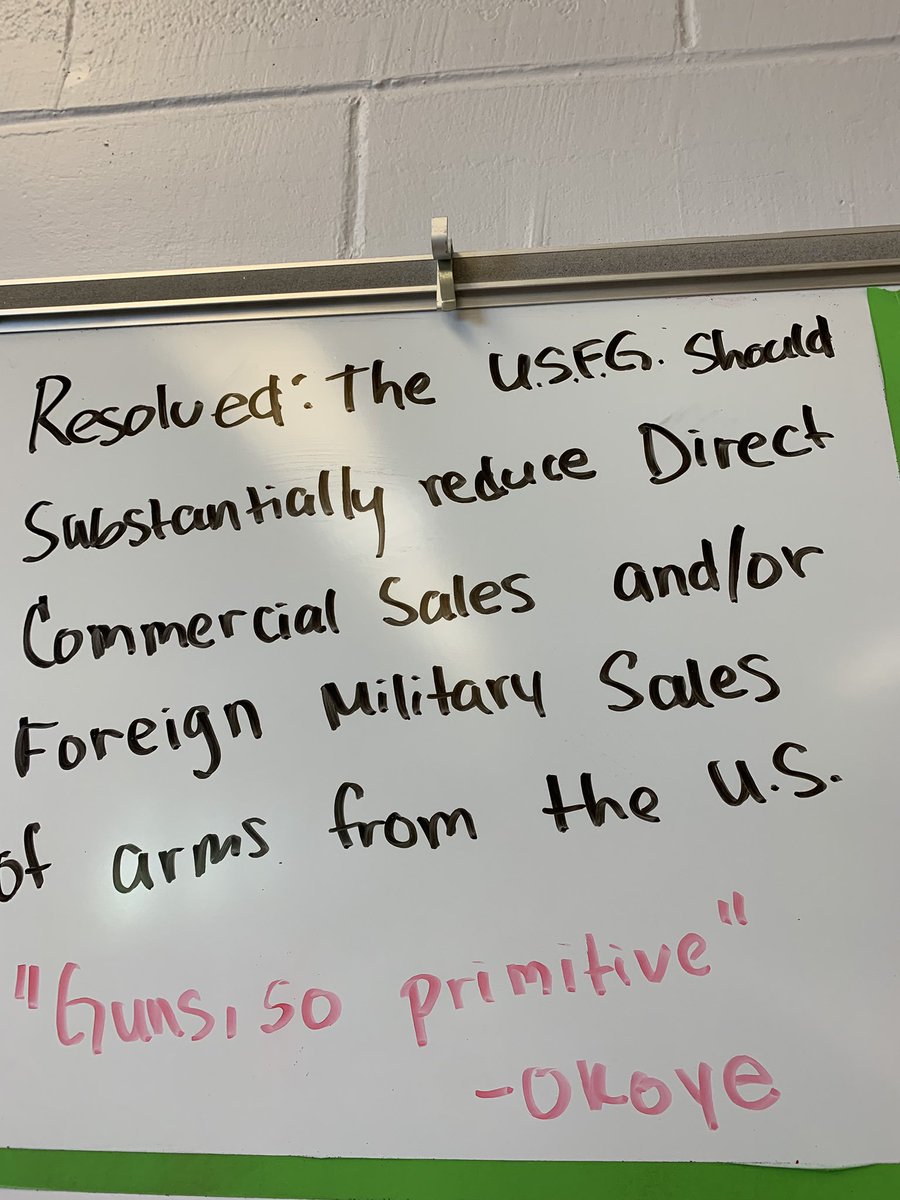 Resolved: The U.S.F.G. Should
Substantially reduce Direct
Commercial Sales and/or
Foreign Military Sales
of arms from the U.S.
"Guns, so primitive"
-Okoye